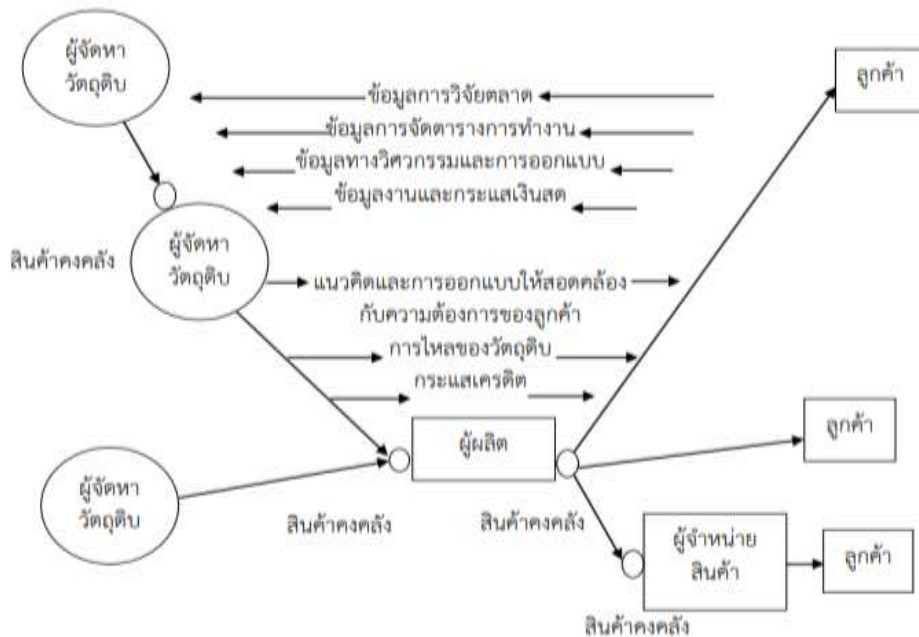 ผู้จัดหา
วัตถุดิบ
ลูกค้า
ข้อมูลการวิจัยตลาด
ข้อมูลการจัดตารางการทำงาน
ข้อมูลทางวิศวกรรมและการออกแบบ
ข้อมูลงานและกระแสเงินสด
สินค้าคงคลัง
ผู้จัดหา
วัตถุดิบ
แนวคิดและการออกแบบให้สอดคล้อง
กับความต้องการของลูกค้า
การไหลของวัตถุดิบ
กระแสเครดิต
ผู้ผลิต
ลูกค้า
ผู้จัดหา
วัตถุดิบ
สินค้าคงคลัง
สินค้าคงคลัง
ผู้จำหน่าย
สินค้า
ลูกค้า
สินค้าคงคลัง